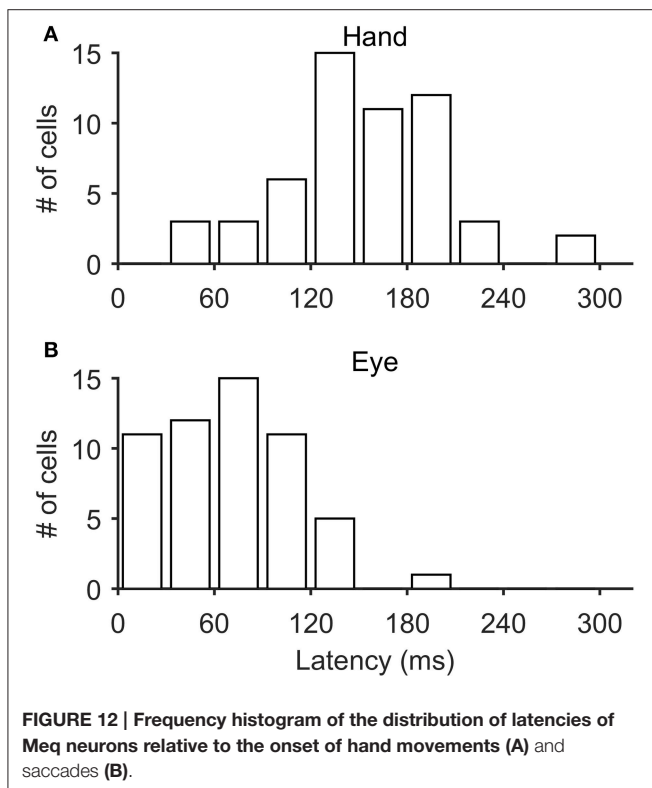 A
Hand
# of cells
15
10
5
0
0 60 120 180 240 300
B
Eye
# of cells
15
10
5
0
0 60 120 180 240 300
Latency (ms)
FIGURE 12 | Frequency histogram of the distribution of latencies of
Meq neurons relative to the onset of hand movements (A) and
saccades (B).